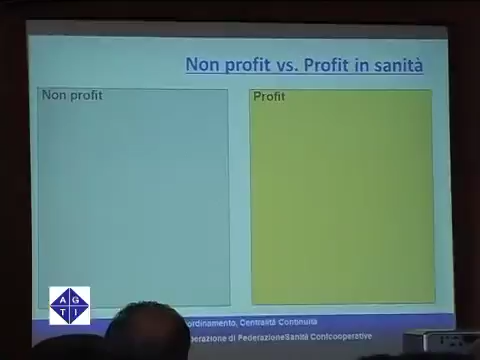 Non profit vs. Profit in sanità
Non profit
Profit
A G
T I
ordinamento, Centralità Continuità
perazione di FederazioneSanità Confcooperative